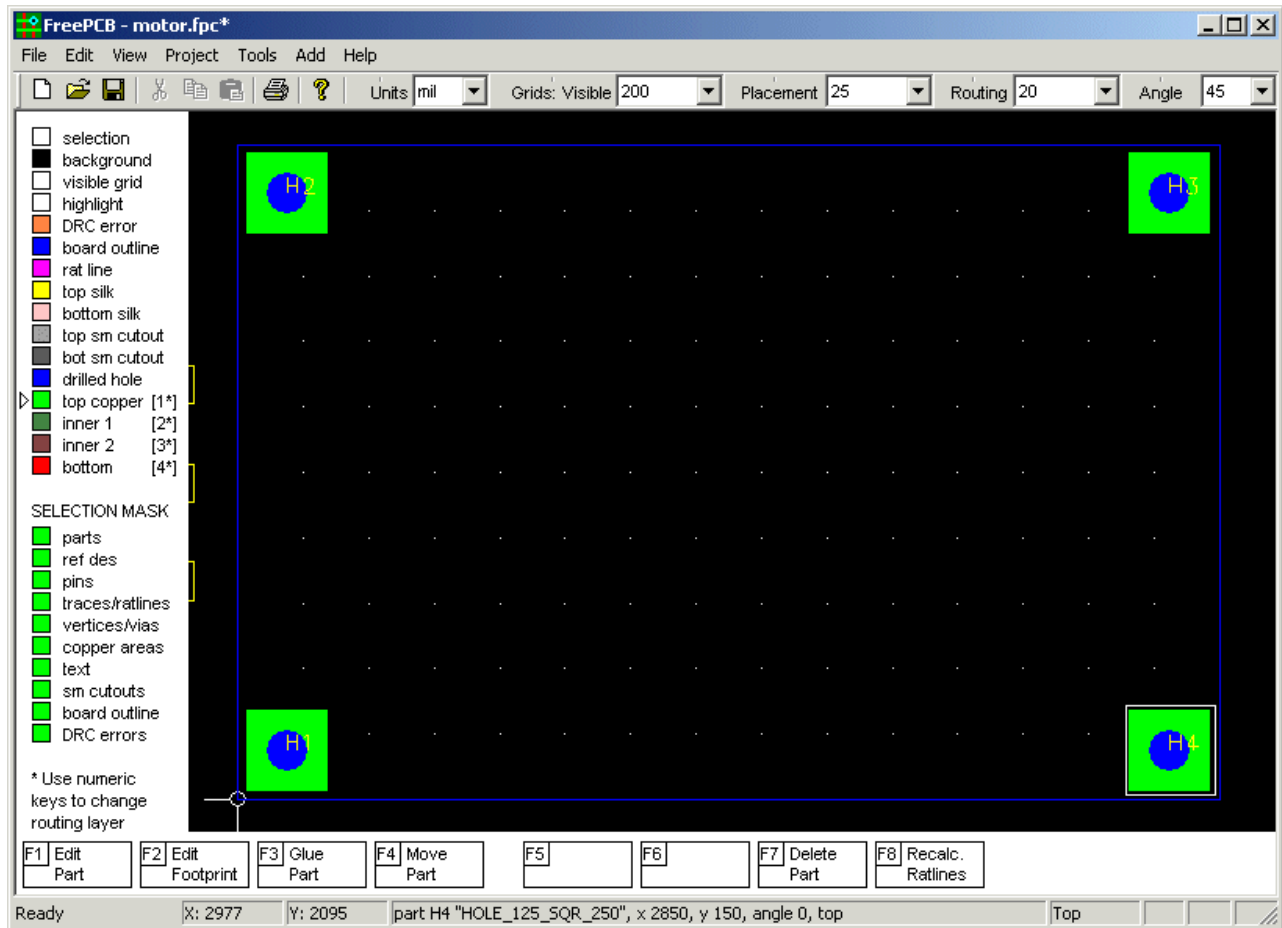 FreePCB - motor.fpc*
File Edit View Project Tools Add Help
Units mil Grids: Visible 200 Placement 25 Routing 20 Angle 45
selection
background
visible grid
highlight
DRC error
board outline
rat line
top silk
bottom silk
top sm cutout
bot sm cutout
drilled hole
top copper [1*]
inner 1 [2*]
inner 2 [3*]
bottom [4*]
SELECTION MASK
parts
ref des
pins
traces/ratlines
vertices/vias
copper areas
text
sm cutouts
board outline
DRC errors
* Use numeric
keys to change
routing layer
H2 H3
H1 H4
F1 Edit Part F2 Edit Footprint F3 Glue Part F4 Move Part F5 F6 F7 Delete Part F8 Recalc. Ratlines
Ready X: 2977 Y: 2095 part H4 "HOLE_125_SQR_250", x 2850, y 150, angle 0, top Top